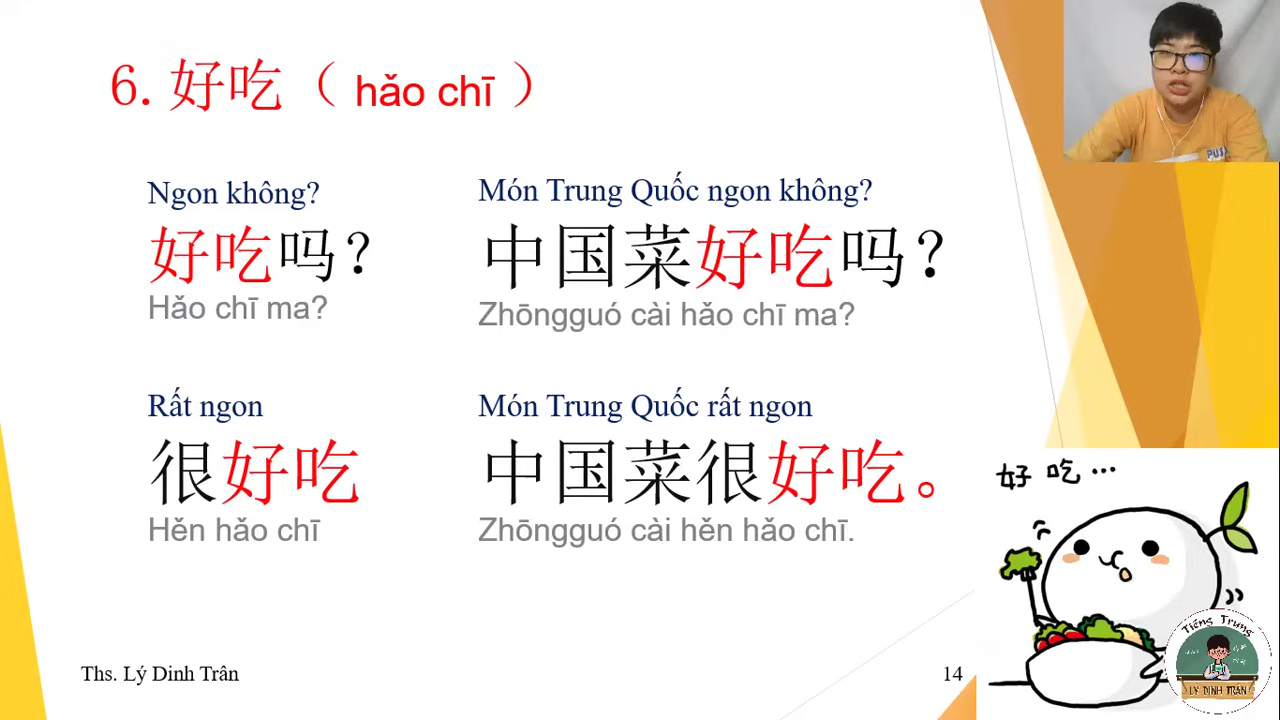 6. 好吃（ hǎo chī ）
Ngon không?
好吃吗？
Hǎo chī ma?
Món Trung Quốc ngon không?
中国菜好吃吗？
Zhōngguó cài hǎo chī ma?
Rất ngon
很好吃
Hěn hǎo chī
Món Trung Quốc rất ngon
中国菜很好吃。
Zhōngguó cài hěn hǎo chī.
好吃…
Tiếng Trung
LÝ DINH TRÂN
Ths. Lý Dinh Trân
14